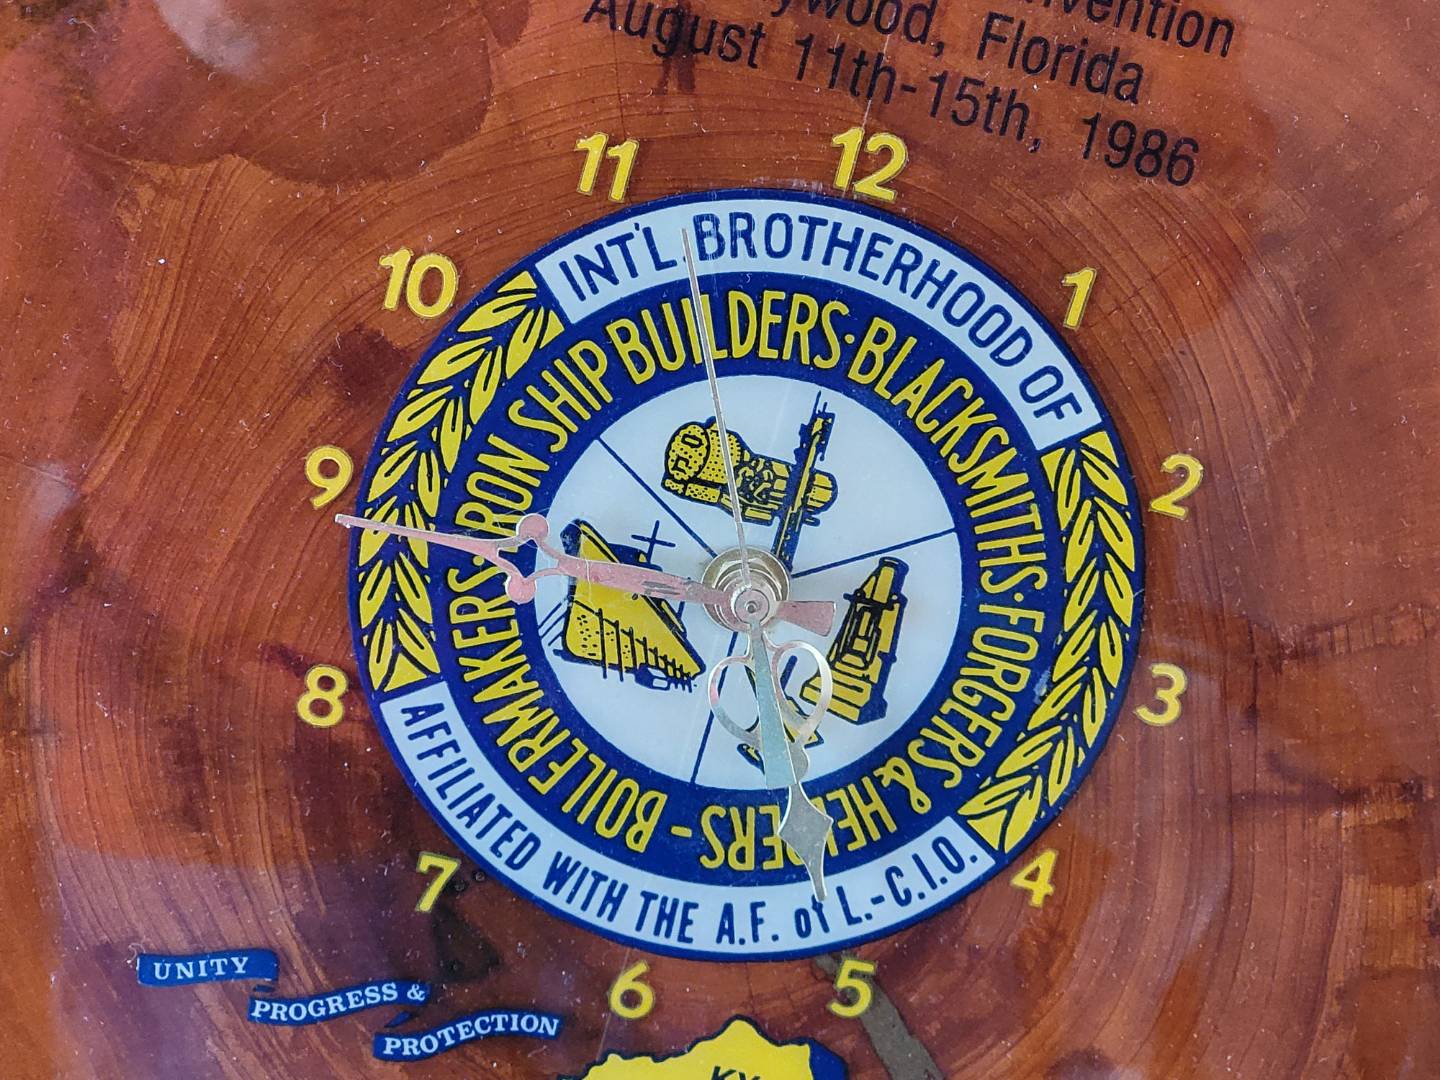 August 11th-15th, 1986
Florida
11
12
10
1
9
2
8
3
7
4
6
5
INT'L. BROTHERHOOD OF
BOILERMAKERS · IRON SHIP BUILDERS · BLACKSMITHS · FORGERS & HELPERS -
AFFILIATED WITH THE A.F. of L.-C.I.O.
UNITY
PROGRESS &
PROTECTION
KY